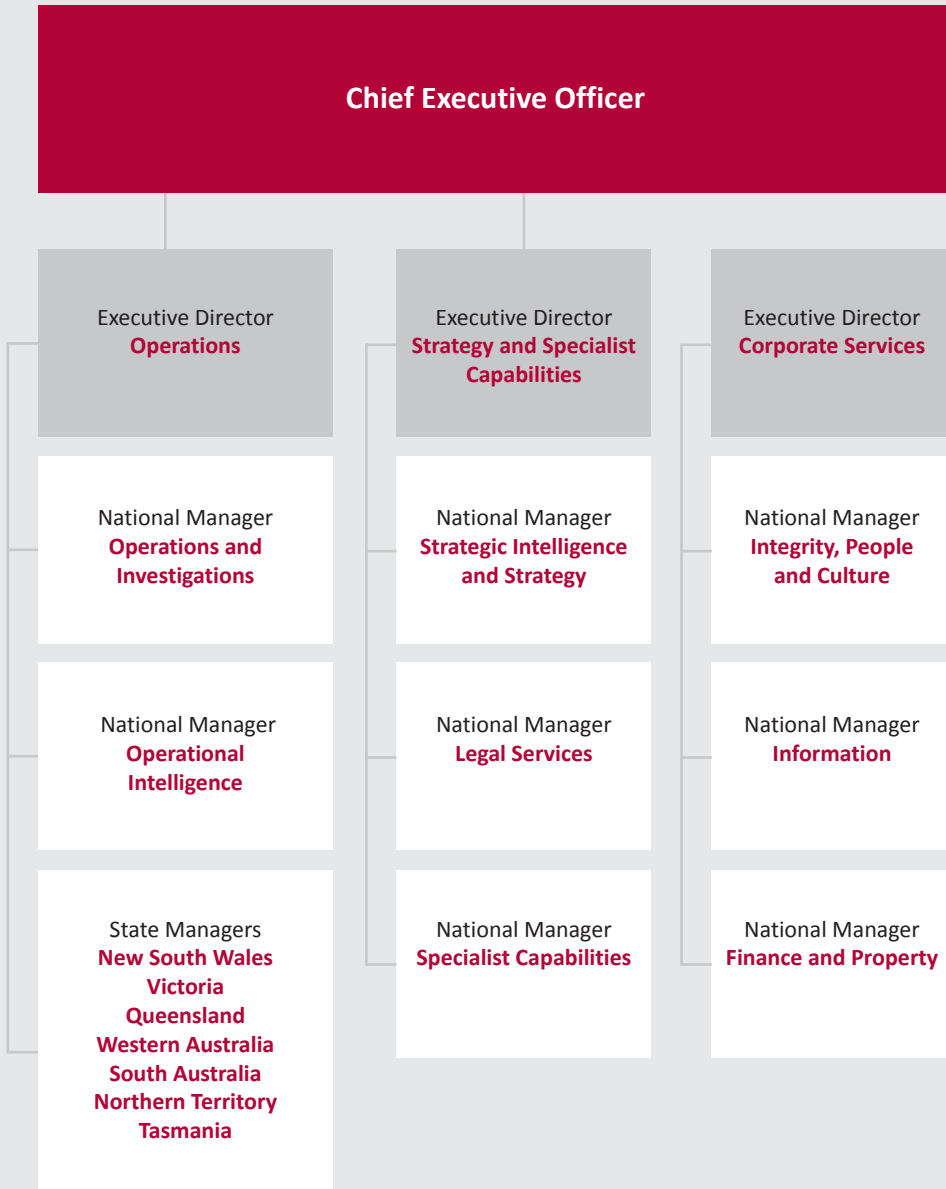 Chief Executive Officer
Executive Director
Operations
National Manager
Operations and
Investigations
National Manager
Operational
Intelligence
State Managers
New South Wales
Victoria
Queensland
Western Australia
South Australia
Northern Territory
Tasmania
Executive Director
Strategy and Specialist
Capabilities
National Manager
Strategic Intelligence
and Strategy
National Manager
Legal Services
National Manager
Specialist Capabilities
Executive Director
Corporate Services
National Manager
Integrity, People
and Culture
National Manager
Information
National Manager
Finance and Property